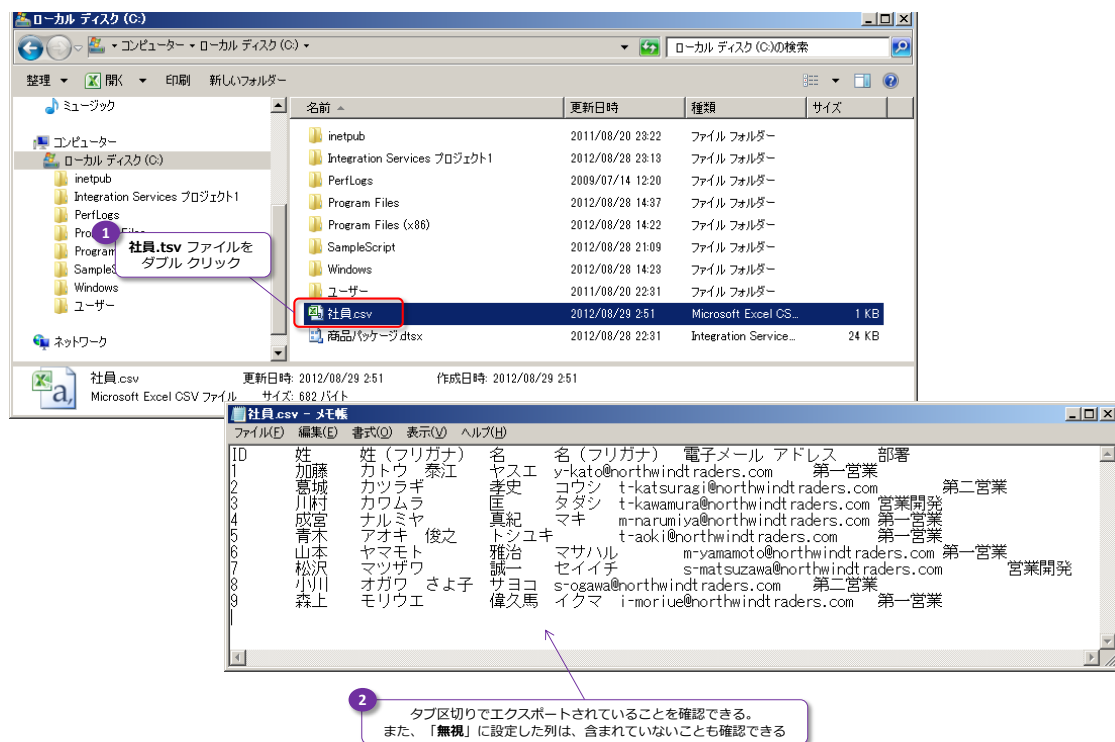 ローカル ディスク (C:)
コンピューター ローカル ディスク (C:) ローカル ディスク (C:)の検索
整理 開く 印刷 新しいフォルダー
ミュージック
コンピューター
ローカル ディスク (C:)
inetpub
Integration Services プロジェクト1
PerfLogs
Windows
ユーザー
ネットワーク
1
社員.tsv ファイルを
ダブル クリック
名前 更新日時 種類 サイズ
inetpub 2011/08/20 23:22 ファイル フォルダー
Integration Services プロジェクト1 2012/08/28 23:13 ファイル フォルダー
PerfLogs 2009/07/14 12:20 ファイル フォルダー
Program Files 2012/08/28 14:37 ファイル フォルダー
Program Files (x86) 2012/08/28 14:22 ファイル フォルダー
SampleScript 2012/08/28 21:09 ファイル フォルダー
Windows 2012/08/28 14:23 ファイル フォルダー
ユーザー 2011/08/20 22:31 ファイル フォルダー
社員.csv 2012/08/29 2:51 Microsoft Excel CS... 1 KB
商品パッケージ.dtsx 2012/08/28 22:31 Integration Service... 24 KB
社員.csv 更新日時: 2012/08/29 2:51 作成日時: 2012/08/29 2:51
Microsoft Excel CSV ファイル サイズ: 682 バイト
社員.csv - メモ帳
ファイル(F) 編集(E) 書式(O) 表示(V) ヘルプ(H)
ID 姓 姓（フリガナ） 名 名（フリガナ） 電子メール アドレス 部署
1 加藤 カトウ 泰江 ヤスエ y-kato@northwindtraders.com 第一営業
2 葛城 カツラギ 孝史 コウシ t-katsuragi@northwindtraders.com 第二営業
3 川村 カワムラ 匡 タダシ t-kawamura@northwindtraders.com 営業開発
4 成宮 ナルミヤ 真紀 マキ m-narumiya@northwindtraders.com 第一営業
5 青木 アオキ 俊之 トシユキ t-aoki@northwindtraders.com 第一営業
6 山本 ヤマモト 雅治 マサハル m-yamamoto@northwindtraders.com 第一営業
7 松沢 マツザワ 誠一 セイイチ s-matsuzawa@northwindtraders.com 営業開発
8 小川 オガワ さよ子 サヨコ s-ogawa@northwindtraders.com 第二営業
9 森上 モリウエ 偉久馬 イクマ i-moriue@northwindtraders.com 第一営業
2
タブ区切りでエクスポートされていることを確認できる。
また、「無視」に設定した列は、含まれていないことも確認できる